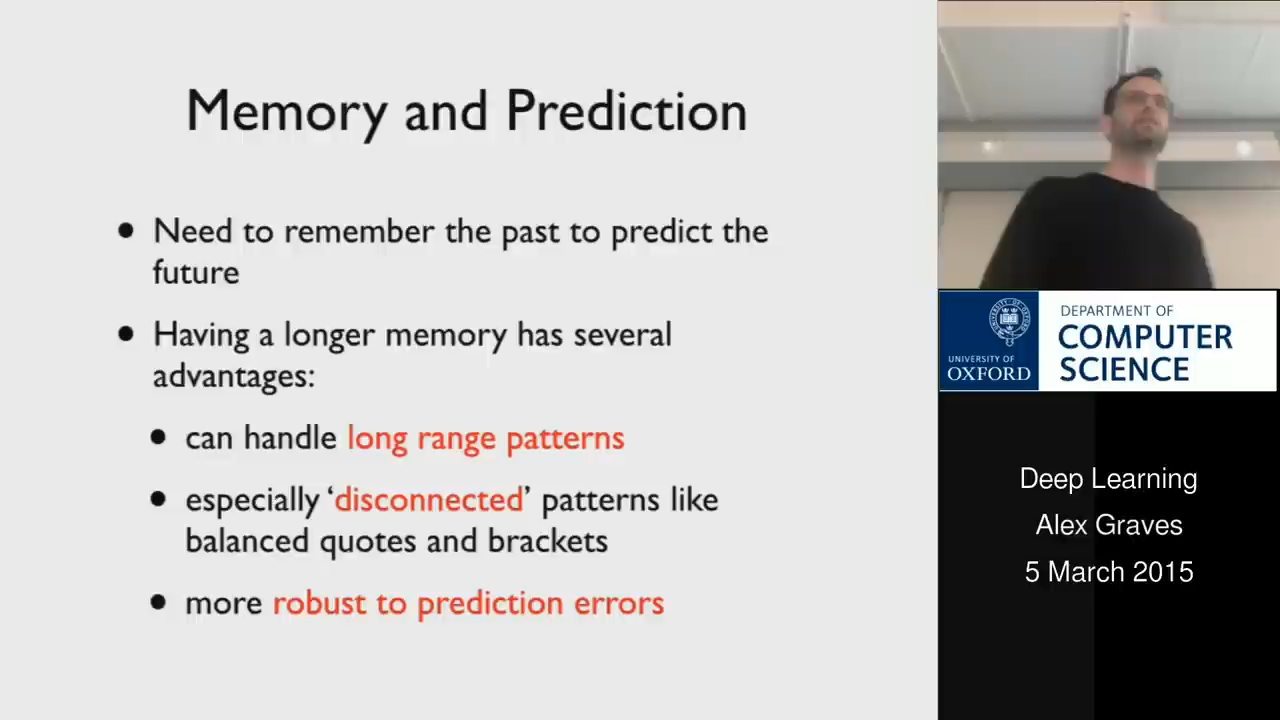 Memory and Prediction
• Need to remember the past to predict the
future
• Having a longer memory has several
advantages:
• can handle long range patterns
• especially ‘disconnected’ patterns like
balanced quotes and brackets
• more robust to prediction errors
UNIVERSITY OF
OXFORD
DEPARTMENT OF
COMPUTER
SCIENCE
Deep Learning
Alex Graves
5 March 2015